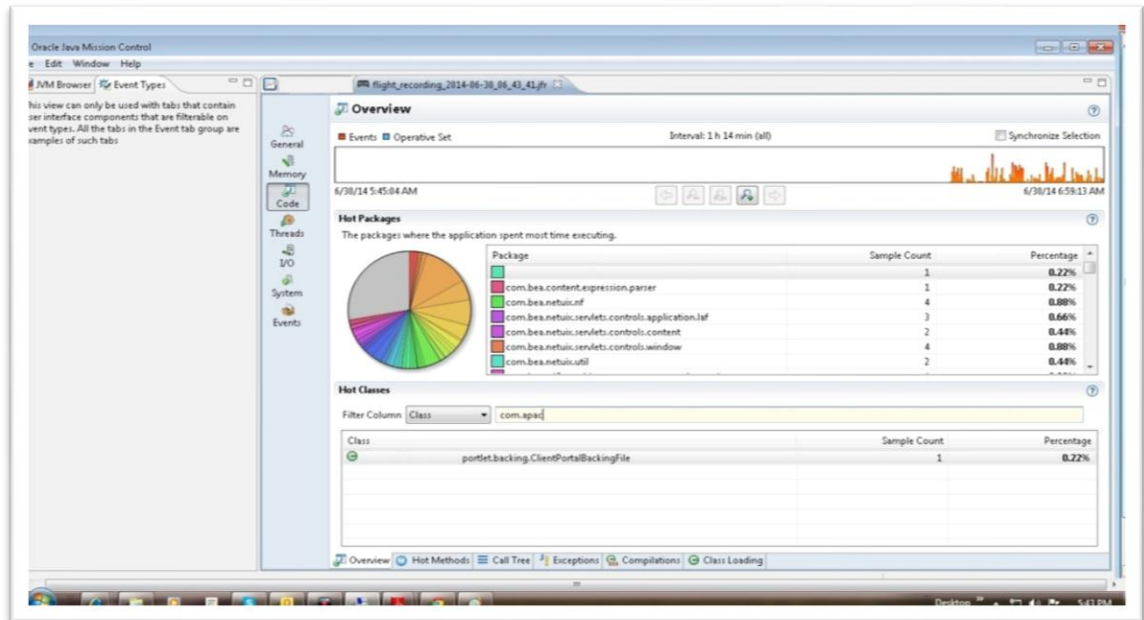 Oracle Java Mission Control
e Edit Window Help
JVM Browser Event Types
flight_recording_2014-06-30_06_43_41.jfr
his view can only be used with tabs that contain
ser interface components that are filterable on
vent types. All the tabs in the Event tab group are
xamples of such tabs
General
Memory
Code
Threads
I/O
System
Events
Overview
Events Operative Set Interval: 1 h 14 min (all) Synchronize Selection
6/30/14 5:45:04 AM 6/30/14 6:59:13 AM
Hot Packages
The packages where the application spent most time executing.
Package Sample Count Percentage
1 0.22%
com.bea.content.expression.parser 1 0.22%
com.bea.netuix.nf 4 0.88%
com.bea.netuix.servlets.controls.application.laf 3 0.66%
com.bea.netuix.servlets.controls.content 2 0.44%
com.bea.netuix.servlets.controls.window 4 0.88%
com.bea.netuix.util 2 0.44%
Hot Classes
Filter Column Class com.apac
Class Sample Count Percentage
portlet.backing.ClientPortalBackingFile 1 0.22%
Overview Hot Methods Call Tree Exceptions Compilations Class Loading
Desktop 5:43 PM